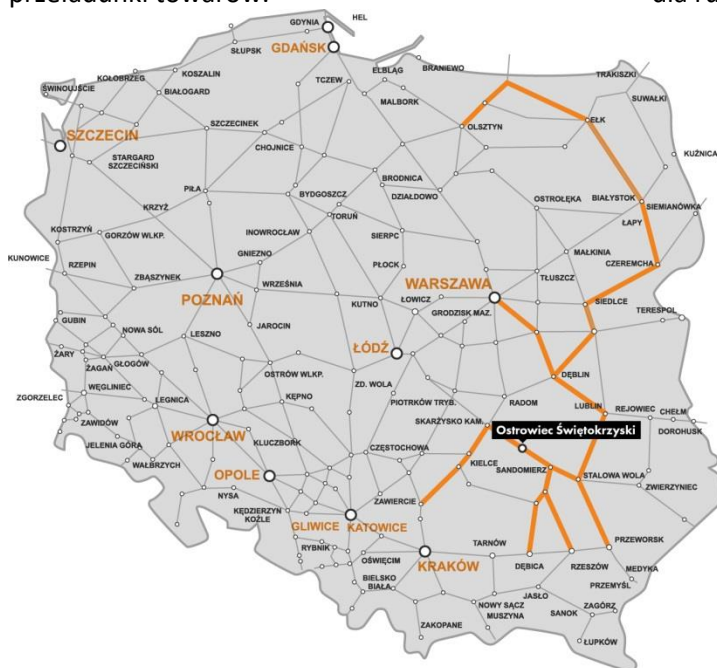 przeładunki towarów.
GDYNIA
HEL
GDAŃSK
SŁUPSK
KOSZALIN
KOŁOBRZEG
BIAŁOGARD
ŚWINOUJŚCIE
TCZEW
ELBLĄG
BRANIEWO
MALBORK
TRAKISZKI
SUWAŁKI
SZCZECIN
SZCZECINEK
CHOJNICE
OLSZTYN
EŁK
KUŹNICA
STARGARD
SZCZECIŃSKI
PIŁA
BRODNICA
DZIAŁDOWO
BIAŁYSTOK
SIEMIANÓWKA
KRZYŻ
BYDGOSZCZ
TORUŃ
OSTROŁĘKA
ŁAPY
KOSTRZYŃ
GORZÓW WLKP.
INOWROCŁAW
SIERPC
KUNOWICE
RZEPIN
ZBĄSZYNEK
GNIEZNO
PŁOCK
MAŁKINIA
CZEREMCHA
POZNAŃ
WRZEŚNIA
WARSZAWA
TŁUSZCZ
KUTNO
ŁOWICZ
GRODZISK MAZ.
SIEDLCE
TERESPOL
GUBIN
NOWA SÓL
LESZNO
JAROCIN
ŁÓDŹ
ŻARY
ŻAGAŃ
GŁOGÓW
OSTRÓW WLKP.
ZD. WOLA
DĘBLIN
WĘGLINIEC
ZGORZELEC
LEGNICA
KĘPNO
PIOTRKÓW TRYB.
RADOM
LUBLIN
REJOWIEC
CHEŁM
DOROHUSK
ZAWIDÓW
JELENIA GÓRA
WROCŁAW
KLUCZBORK
SKARŻYSKO KAM.
Ostrowiec Świętokrzyski
WAŁBRZYCH
OPOLE
CZĘSTOCHOWA
KIELCE
SANDOMIERZ
STALOWA WOLA
ZWIERZYNIEC
NYSA
KĘDZIERZYN
KOŹLE
GLIWICE
KATOWICE
ZAWIERCIE
RYBNIK
OŚWIĘCIM
KRAKÓW
TARNÓW
DĘBICA
RZESZÓW
PRZEWORSK
MEDYKA
PRZEMYŚL
BIELSKO
BIAŁA
NOWY SĄCZ
MUSZYNA
JASŁO
SANOK
ZAGÓRZ
ZAKOPANE
ŁUPKÓW